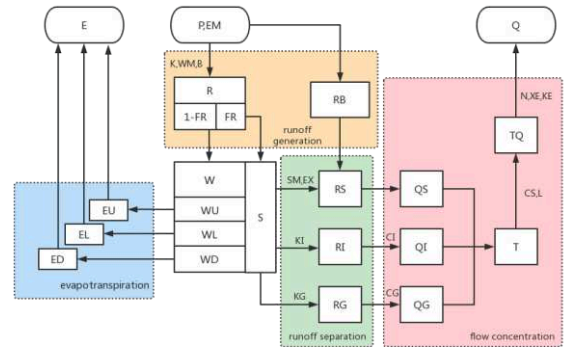 E
P,EM
Q
K,WM,B
R
1-FR
FR
RB
runoff
generation
N,XE,KE
TQ
W
WU
WL
WD
S
SM,EX
RS
QS
CS,L
EU
EL
ED
KI
RI
CI
QI
T
KG
RG
CG
QG
evapotranspiration
runoff separation
flow concentration